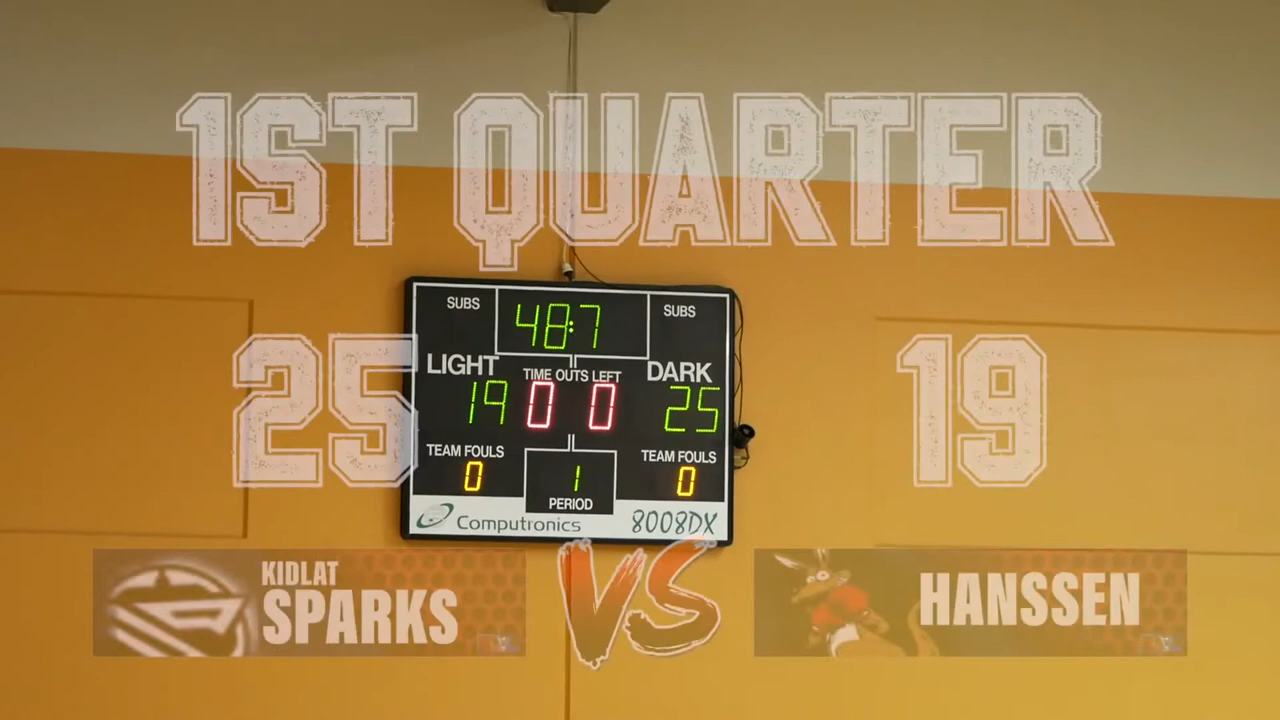 1ST QUARTER
SUBS
48:7
SUBS
LIGHT
TIME OUTS LEFT
DARK
25
19
0 0
25
19
TEAM FOULS
TEAM FOULS
0
1
0
PERIOD
Computronics
8008DX
KIDLAT
SPARKS
VS
HANSSEN